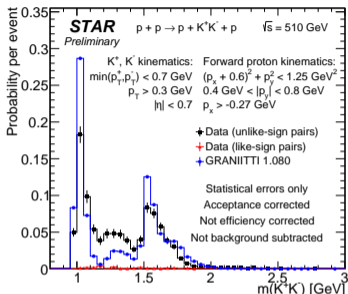 STAR p + p → p + K⁺K⁻ + p √s = 510 GeV
Preliminary
K⁺, K⁻ kinematics: Forward proton kinematics:
min(p_T⁺,p_T⁻) < 0.7 GeV (pₓ + 0.6)² + p_y² < 1.25 GeV²
p_T > 0.3 GeV 0.4 GeV < |p_y| < 0.8 GeV
|η| < 0.7 pₓ > -0.27 GeV
Data (unlike-sign pairs)
Data (like-sign pairs)
GRANIITTI 1.080
Statistical errors only
Acceptance corrected
Not efficiency corrected
Not background subtracted
Probability per event
0.35
0.3
0.25
0.2
0.15
0.1
0.05
0
1 1.5 2 2.5 3
m(K⁺K⁻) [GeV]